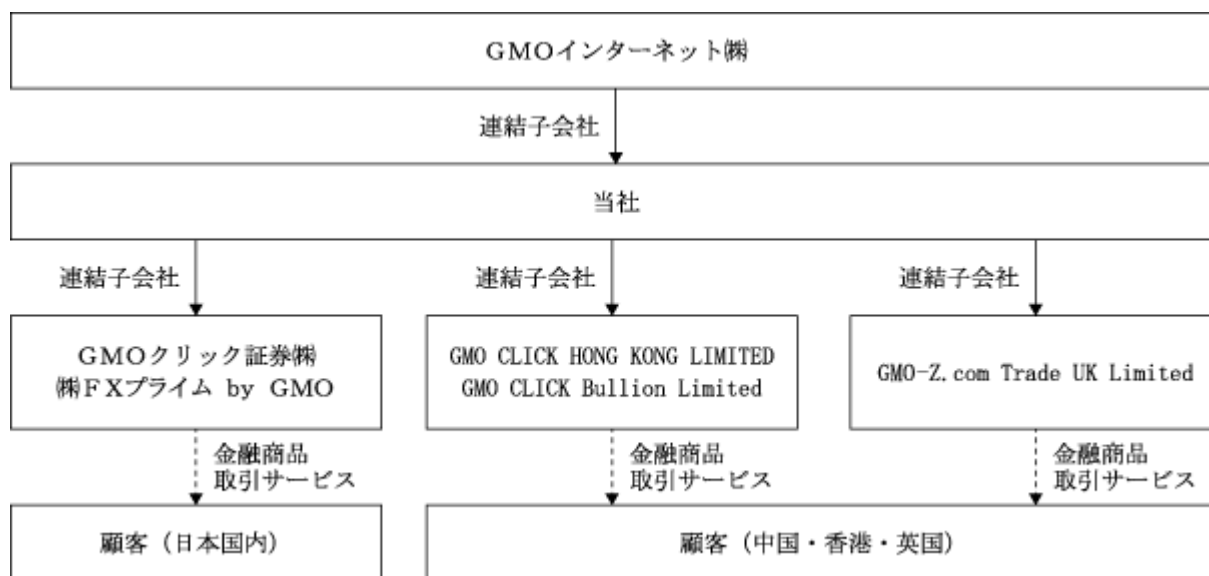 GMOインターネット㈱
連結子会社
当社
連結子会社
連結子会社
連結子会社
GMOクリック証券㈱
㈱FXプライム by GMO
GMO CLICK HONG KONG LIMITED
GMO CLICK Bullion Limited
GMO-Z.com Trade UK Limited
金融商品
取引サービス
金融商品
取引サービス
金融商品
取引サービス
顧客（日本国内）
顧客（中国・香港・英国）